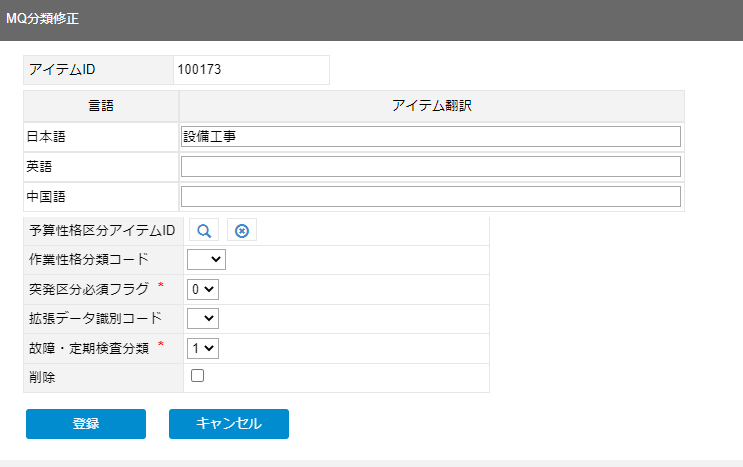 MQ分類修正
アイテムID 100173
言語 アイテム翻訳
日本語 設備工事
英語
中国語
予算性格区分アイテムID
作業性格分類コード
突発区分必須フラグ * 0
拡張データ識別コード
故障・定期検査分類 * 1
削除
登録 キャンセル